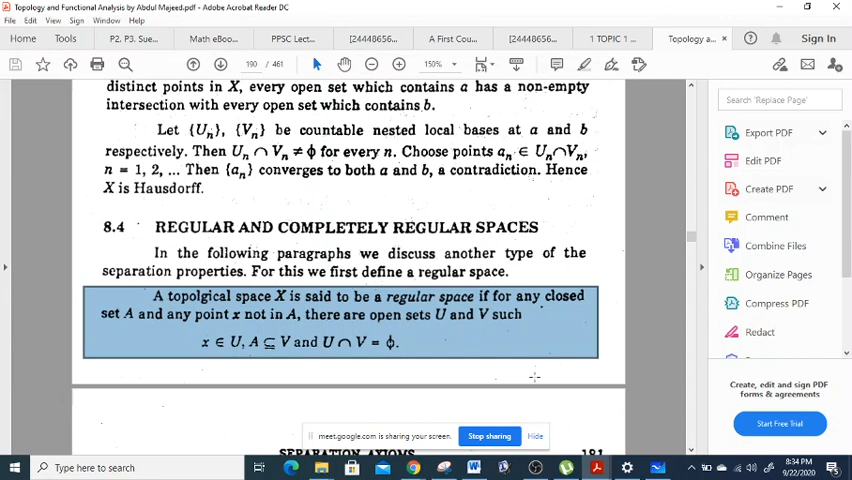 Topology and Functional Analysis by Abdul Majeed.pdf - Adobe Acrobat Reader DC
File Edit View Sign Window Help
Home Tools P2. P3. Sue... Math eBoo... PPSC Lect... [24448656... A First Cour... [24448656... 1 TOPIC 1 ... Topology a... × Sign In
190 / 461 150%
distinct points in X, every open set which contains a has a non-empty
intersection with every open set which contains b.
Let {Uₙ}, {Vₙ} be countable nested local bases at a and b
respectively. Then Uₙ ∩ Vₙ ≠ ϕ for every n. Choose points aₙ ∈ Uₙ∩Vₙ,
n = 1, 2, ... Then {aₙ} converges to both a and b, a contradiction. Hence
X is Hausdorff.
8.4 REGULAR AND COMPLETELY REGULAR SPACES
In the following paragraphs we discuss another type of the
separation properties. For this we first define a regular space.
A topolgical space X is said to be a regular space if for any closed
set A and any point x not in A, there are open sets U and V such
x ∈ U, A ⊆ V and U ∩ V = ϕ.
SEPARATION AXIOMS 181
meet.google.com is sharing your screen. Stop sharing Hide
Search 'Replace Page'
Export PDF
Edit PDF
Create PDF
Comment
Combine Files
Organize Pages
Compress PDF
Redact
Create, edit and sign PDF
forms & agreements
Start Free Trial
Type here to search
8:34 PM
9/22/2020